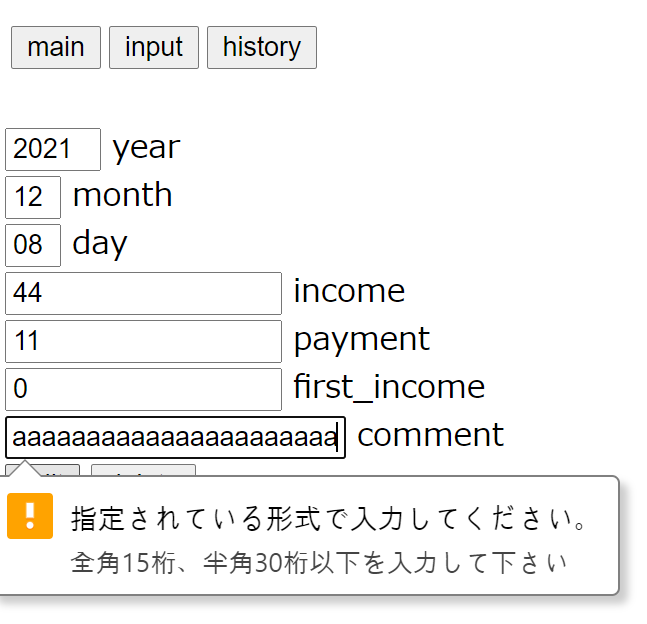 main input history
2021 year
12 month
08 day
44 income
11 payment
0 first_income
aaaaaaaaaaaaaaaaaaaaaa comment
指定されている形式で入力してください。
全角15桁、半角30桁以下を入力して下さい